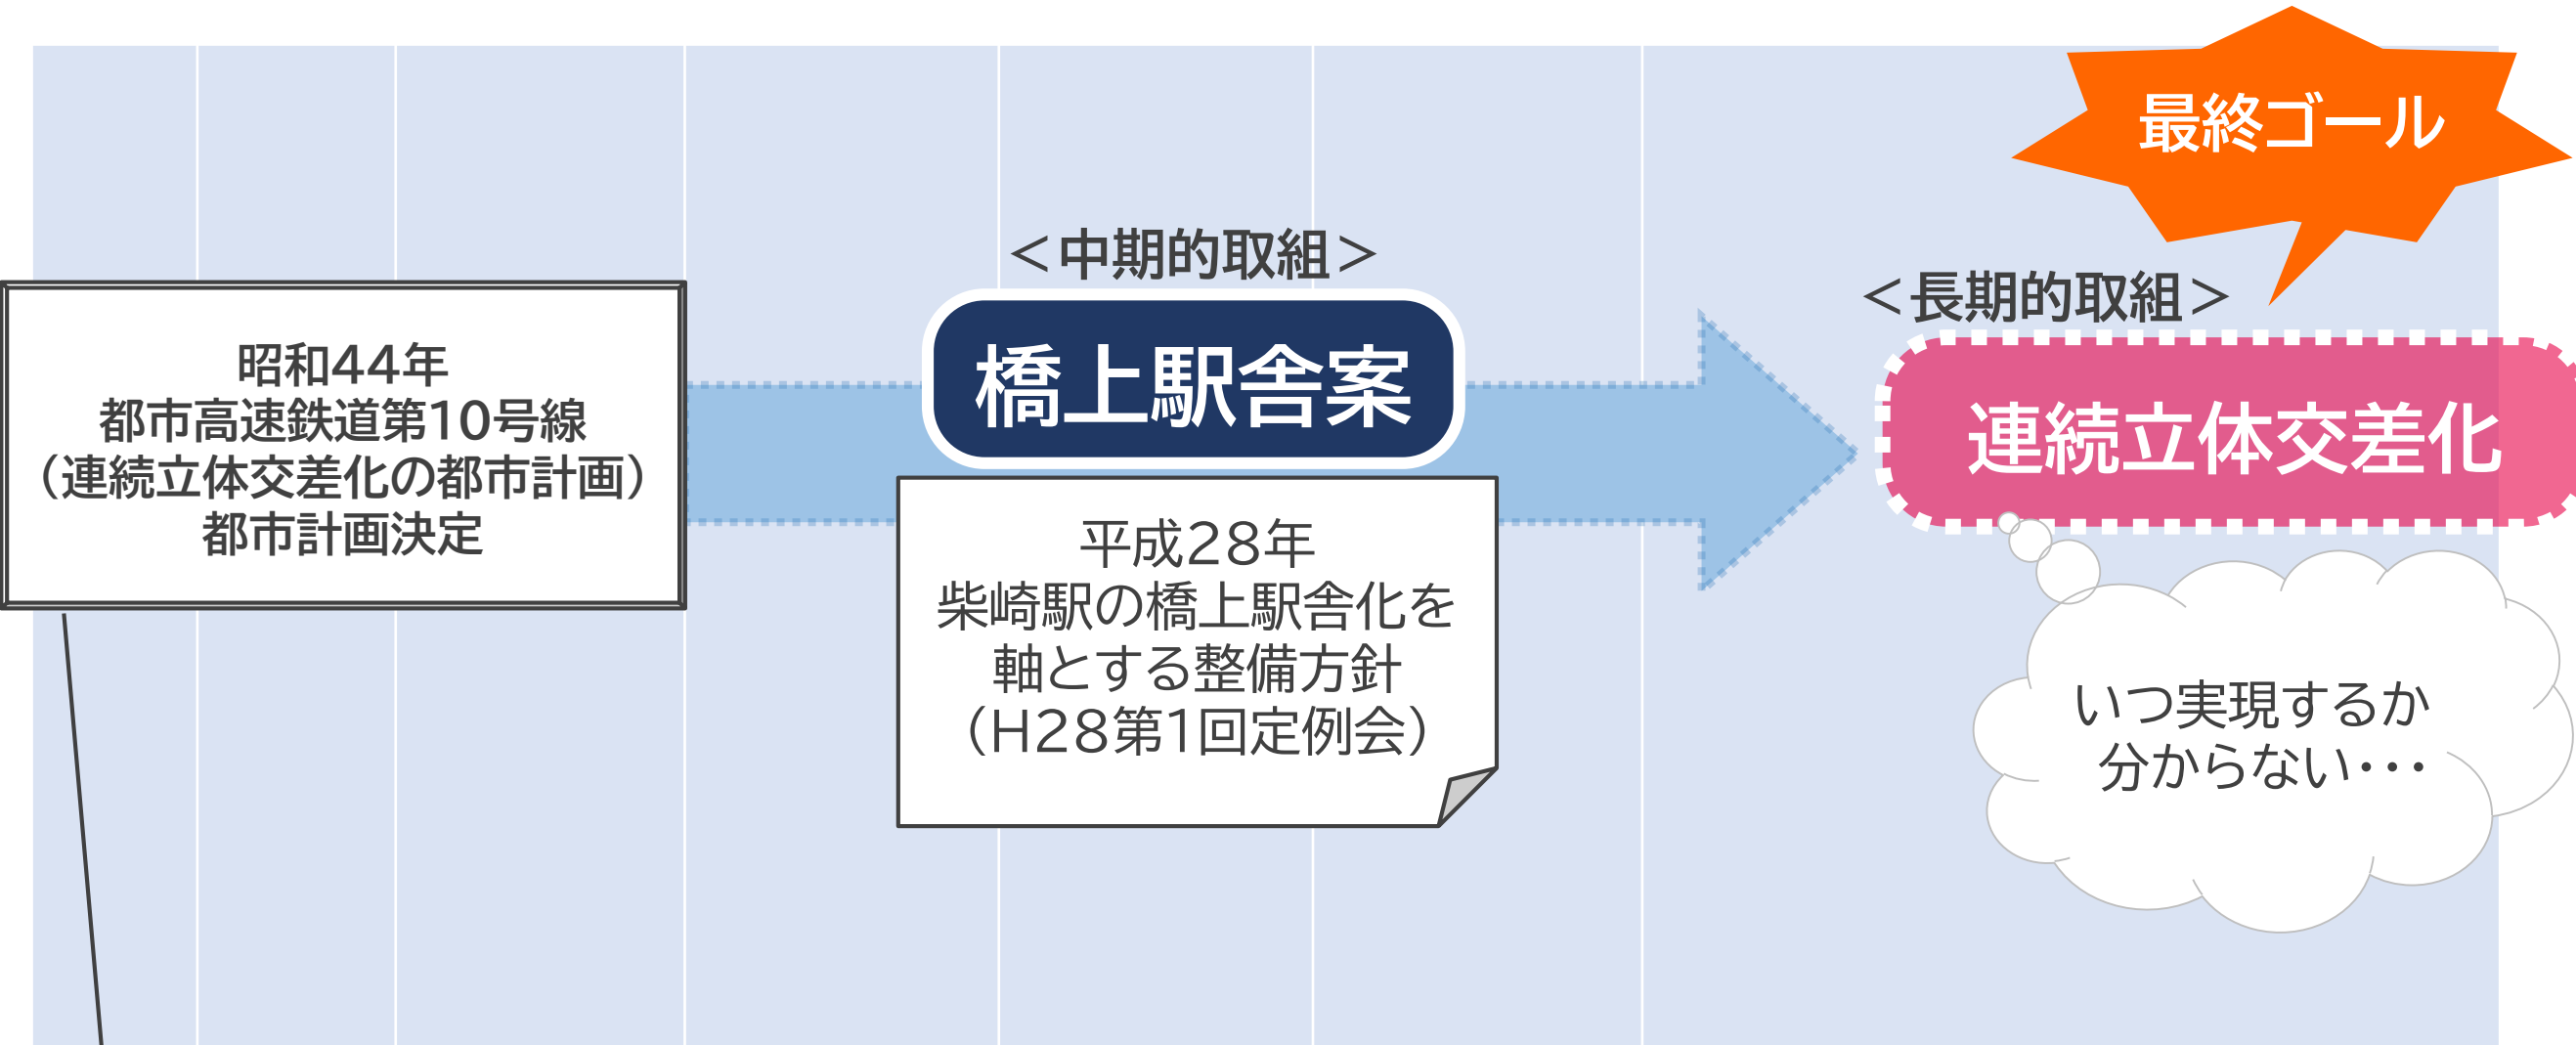 昭和44年
都市高速鉄道第10号線
（連続立体交差化の都市計画）
都市計画決定
＜中期的取組＞
橋上駅舎案
平成28年
柴崎駅の橋上駅舎化を
軸とする整備方針
（H28第1回定例会）
最終ゴール
＜長期的取組＞
連続立体交差化
いつ実現するか
分からない・・・